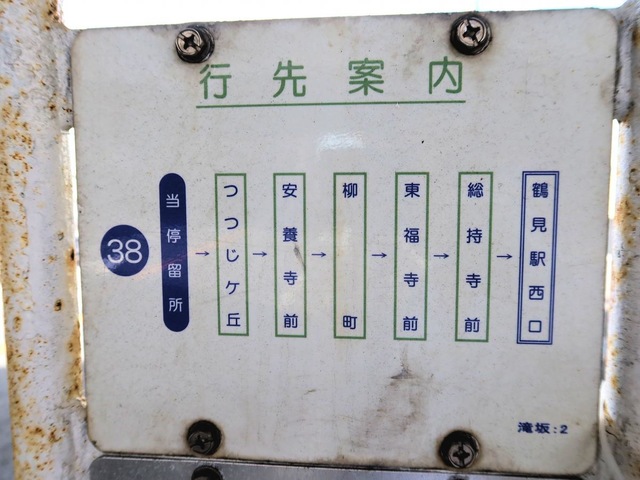 行先案内
38
当停留所
→
つつじケ丘
→
安養寺前
→
柳町
→
東福寺前
→
総持寺前
→
鶴見駅西口
滝坂:2